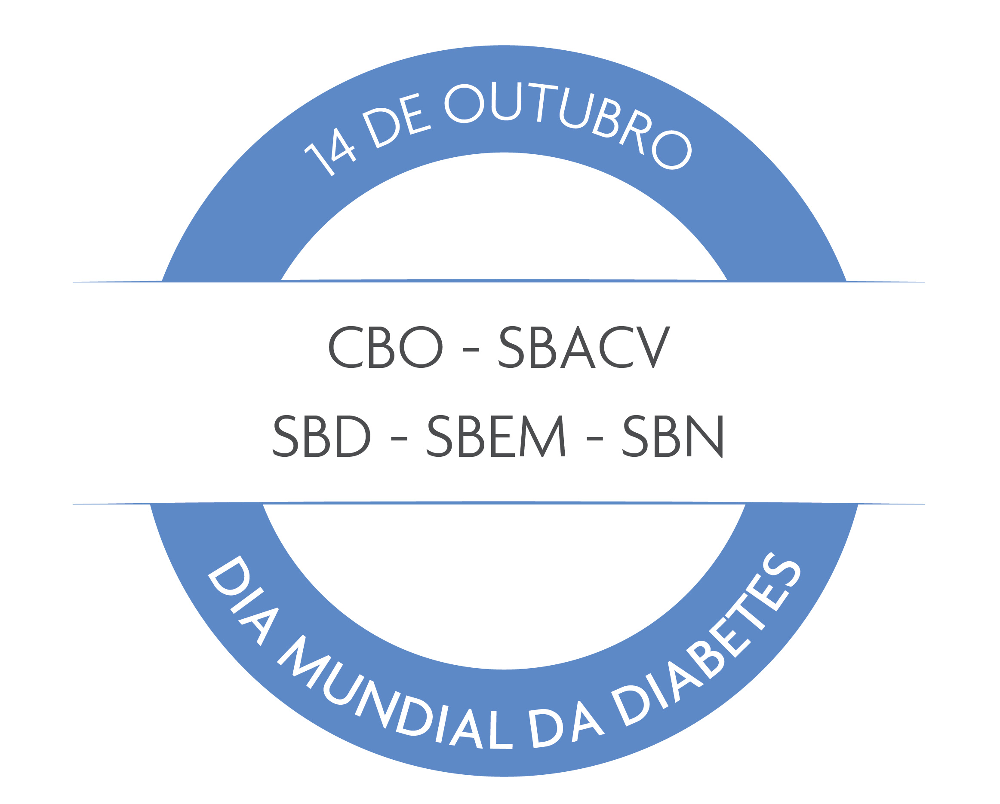 14 DE OUTUBRO
CBO - SBACV
SBD - SBEM - SBN
DIA MUNDIAL DA DIABETES